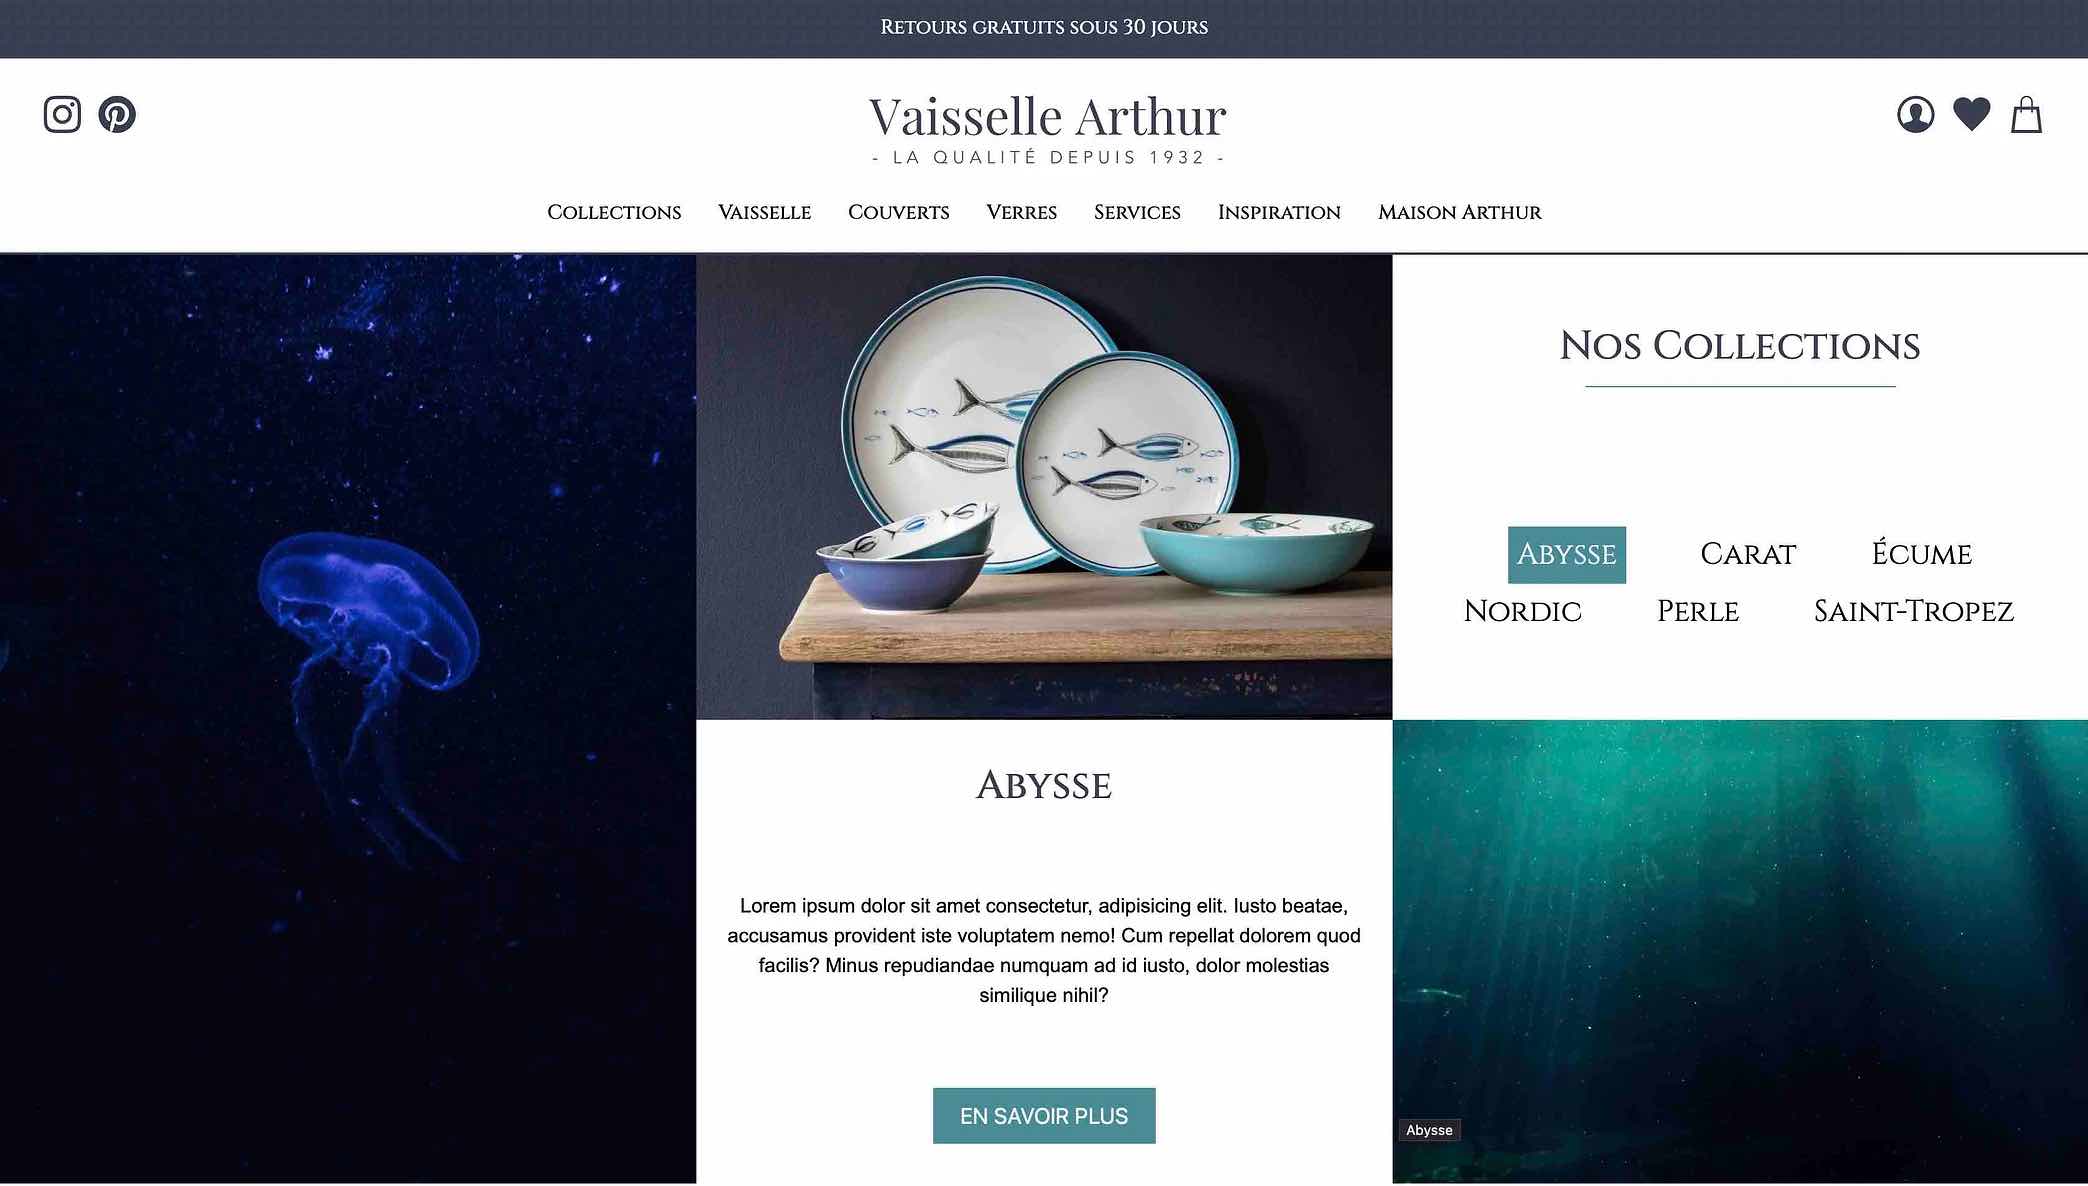 Retours gratuits sous 30 jours
Vaisselle Arthur
- LA QUALITÉ DEPUIS 1932 -
Collections Vaisselle Couverts Verres Services Inspiration Maison Arthur
Nos Collections
Abysse Carat Écume
Nordic Perle Saint-Tropez
Abysse
Lorem ipsum dolor sit amet consectetur, adipisicing elit. Iusto beatae,
accusamus provident iste voluptatem nemo! Cum repellat dolorem quod
facilis? Minus repudiandae numquam ad id iusto, dolor molestias
similique nihil?
EN SAVOIR PLUS
Abysse